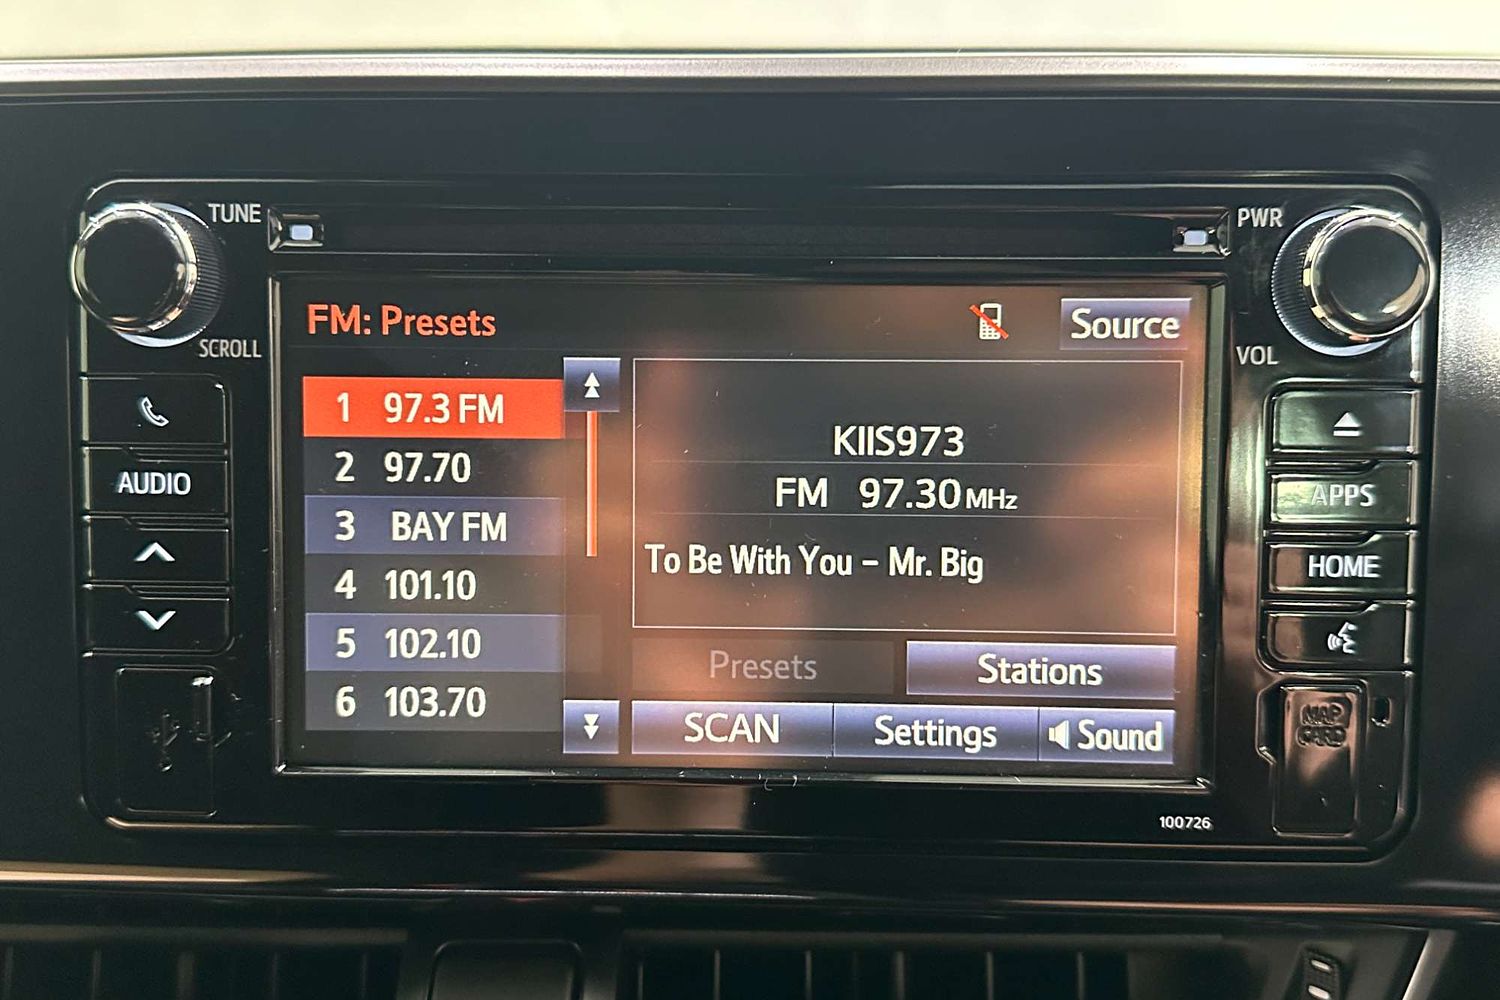 TUNE
SCROLL
AUDIO
PWR
VOL
APPS
HOME
MAP
CARD
FM: Presets
Source
1 97.3 FM
2 97.70
3 BAY FM
4 101.10
5 102.10
6 103.70
KIIS973
FM 97.30 MHz
To Be With You - Mr. Big
Presets
Stations
SCAN
Settings
Sound
100726